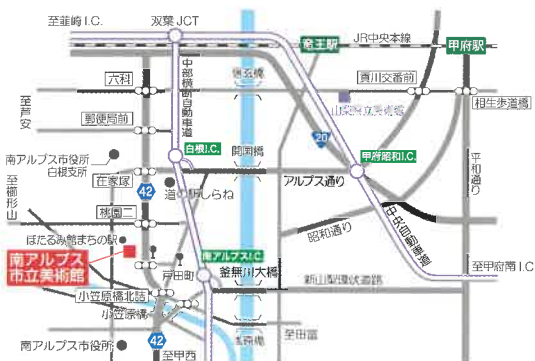 至韮崎I.C.
双葉JCT
竜王駅
JR中央本線
甲府駅
六科
中部横断自動車道
信玄橋
貢川交番前
山梨県立美術館
相生歩道橋
至芦安
郵便局前
20
南アルプス市役所
白根支所
白根I.C.
開国橋
甲府昭和I.C.
平和通り
在家塚
至櫛形山
42
道の駅しらね
アルプス通り
桃園二
中央自動車道
昭和通り
ほたるみ館まちの駅
南アルプス
市立美術館
南アルプスI.C.
戸田町
釜無川大橋
新山梨環状道路
至甲府南I.C.
小笠原橋北詰
小笠原橋
42
至田富
南アルプス市役所
至甲西